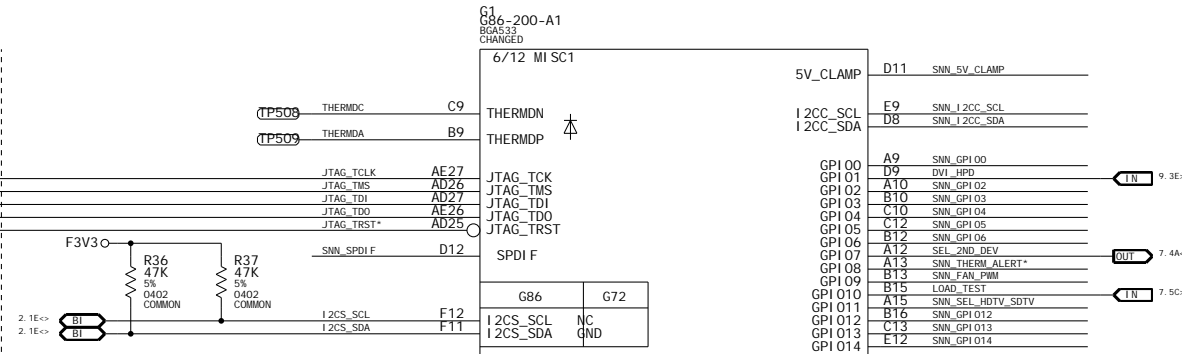 G1
G86-200-A1
BGA533
CHANGED
6/12 MISC1
5V_CLAMP D11 SNN_5V_CLAMP
TP508 THERMDC C9 THERMDN
I2CC_SCL E9 SNN_I2CC_SCL
I2CC_SDA D8 SNN_I2CC_SDA
TP509 THERMDA B9 THERMDP
GPIO0 A9 SNN_GPIO0
GPIO1 D9 DVI_HPD IN 9.3E>
GPIO2 A10 SNN_GPIO2
GPIO3 B10 SNN_GPIO3
GPIO4 C10 SNN_GPIO4
GPIO5 C12 SNN_GPIO5
GPIO6 B12 SNN_GPIO6
GPIO7 A12 SEL_2ND_DEV OUT 7.4A<
GPIO8 A13 SNN_THERM_ALERT*
GPIO9 B13 SNN_FAN_PWM
GPIO10 B15 LOAD_TEST IN 7.5C>
GPIO11 A15 SNN_SEL_HDTV_SDTV
GPIO12 B16 SNN_GPIO12
GPIO13 C13 SNN_GPIO13
GPIO14 E12 SNN_GPIO14
JTAG_TCLK AE27 JTAG_TCK
JTAG_TMS AD26 JTAG_TMS
JTAG_TDI AD27 JTAG_TDI
JTAG_TDO AE26 JTAG_TDO
JTAG_TRST* AD25 JTAG_TRST
F3V3
SNN_SPDIF D12 SPDIF
R36
47K
5%
0402
COMMON
R37
47K
5%
0402
COMMON
G86 G72
2.1E<> BI I2CS_SCL F12 I2CS_SCL NC
2.1E<> BI I2CS_SDA F11 I2CS_SDA GND